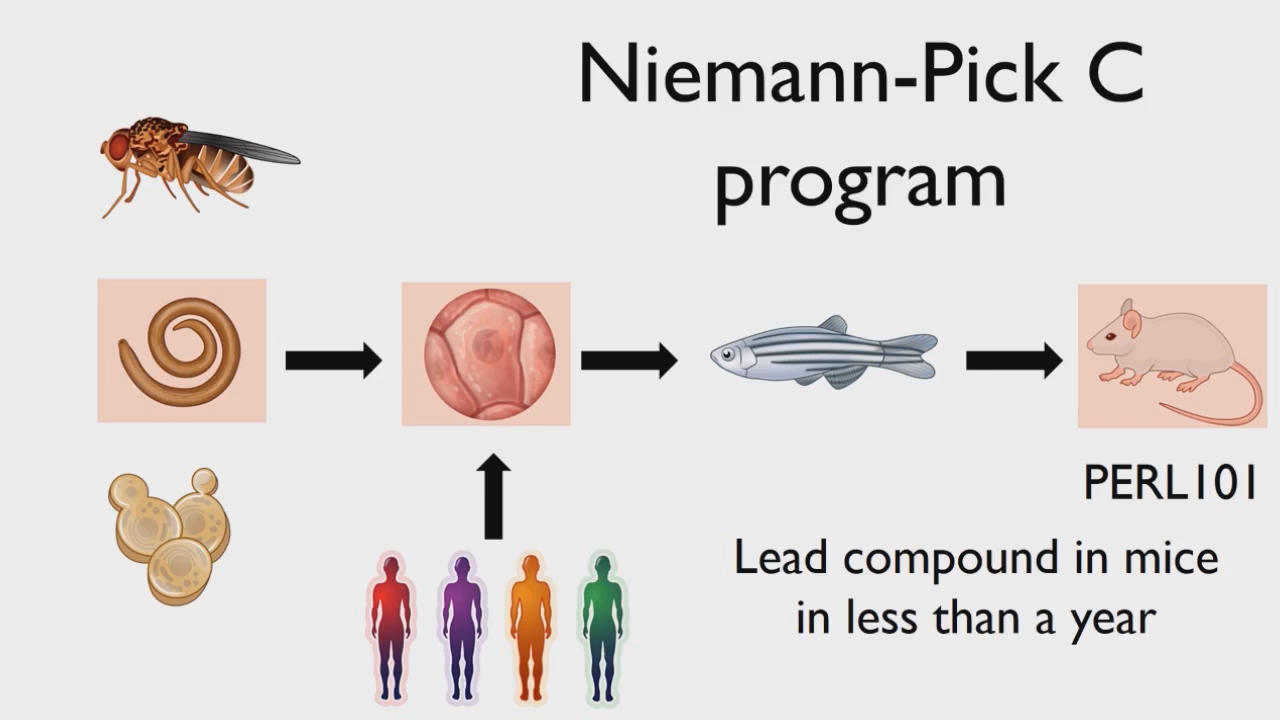 Niemann-Pick C
program
PERL101
Lead compound in mice
in less than a year